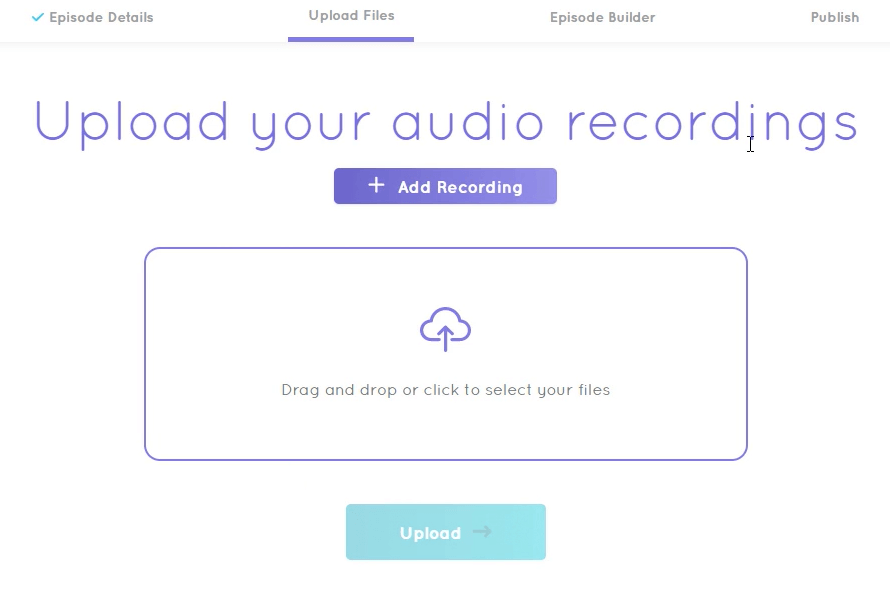 Episode Details
Upload Files
Episode Builder
Publish
Upload your audio recordings
Add Recording
Drag and drop or click to select your files
Upload